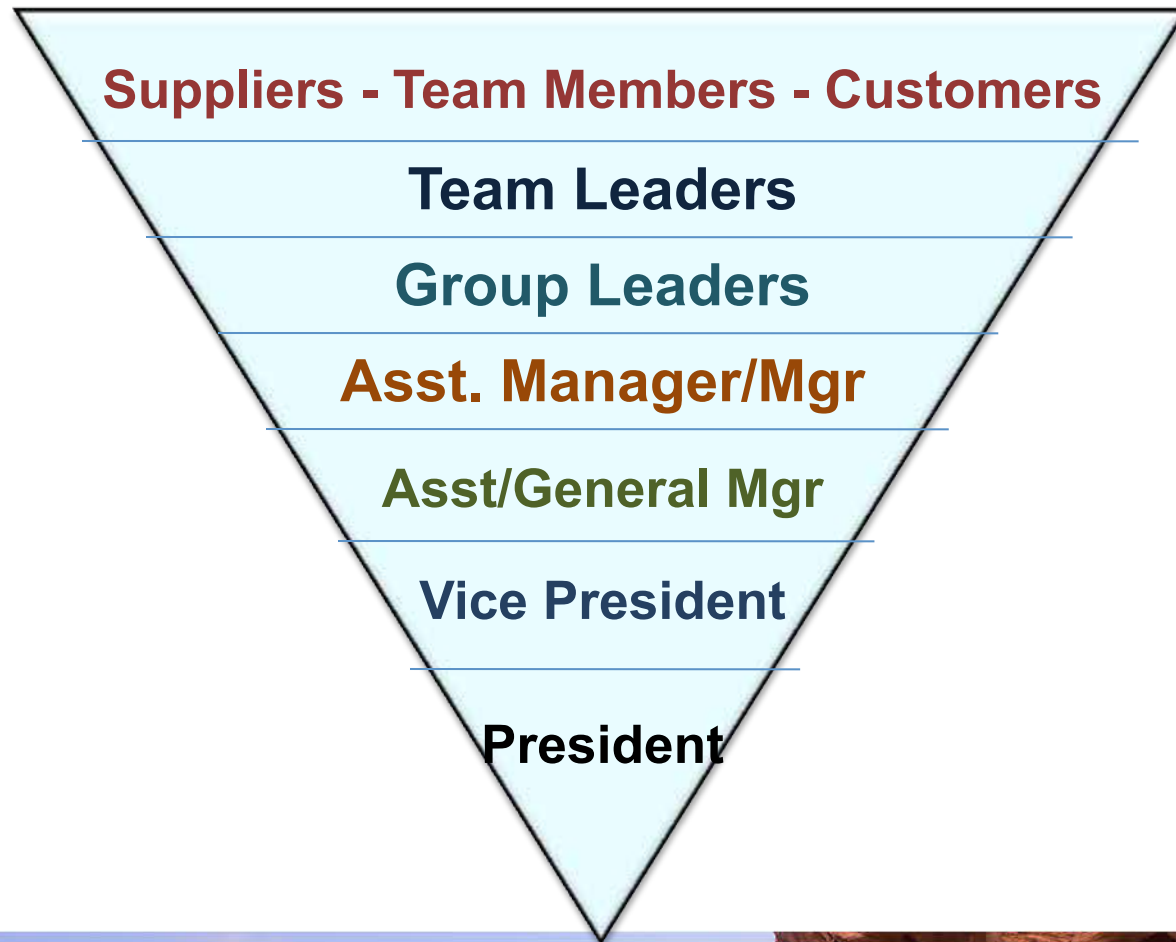 Suppliers - Team Members - Customers
Team Leaders
Group Leaders
Asst. Manager/Mgr
Asst/General Mgr
Vice President
President